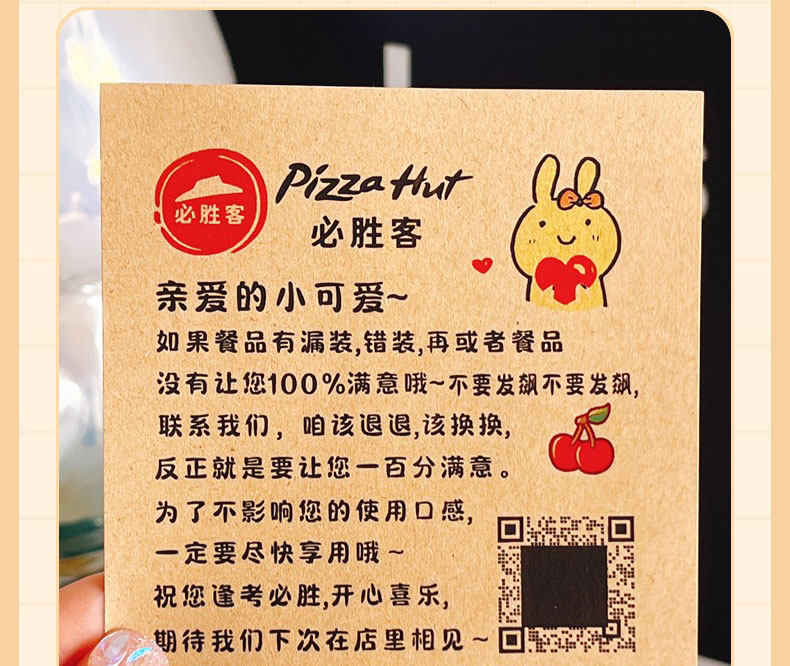 必胜客
Pizza Hut
必胜客
亲爱的小可爱~
如果餐品有漏装,错装,再或者餐品
没有让您100%满意哦~不要发飙不要发飙,
联系我们，咱该退退,该换换,
反正就是要让您一百分满意。
为了不影响您的使用口感,
一定要尽快享用哦~
祝您逢考必胜,开心喜乐,
期待我们下次在店里相见~